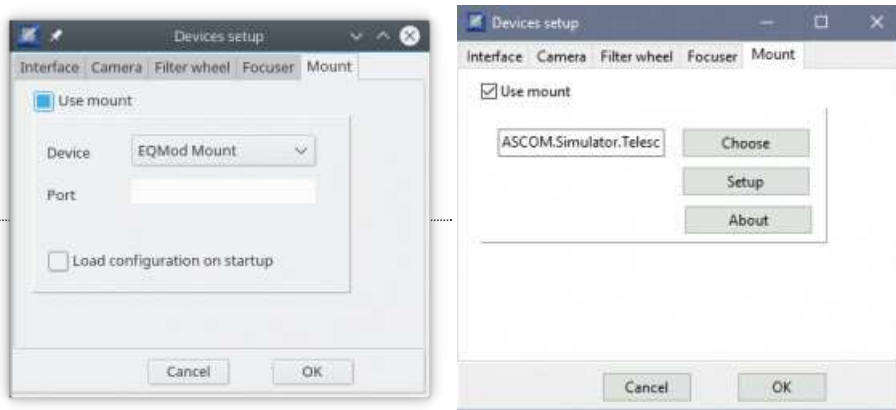 Devices setup
Interface Camera Filter wheel Focuser Mount
Use mount
Device EQMod Mount
Port
Load configuration on startup
Cancel OK
Devices setup
Interface Camera Filter wheel Focuser Mount
Use mount
ASCOM.Simulator.Telesc Choose
Setup
About
Cancel OK